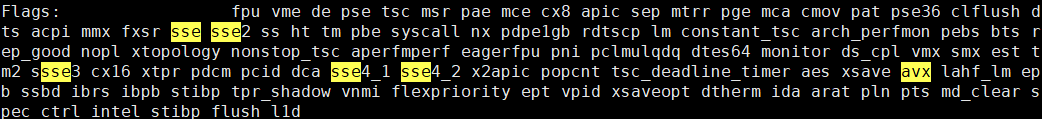 Flags:                 fpu vme de pse tsc msr pae mce cx8 apic sep mtrr pge mca cmov pat pse36 clflush d
ts acpi mmx fxsr sse sse2 ss ht tm pbe syscall nx pdpe1gb rdtscp lm constant_tsc arch_perfmon pebs bts r
ep_good nopl xtopology nonstop_tsc aperfmperf eagerfpu pni pclmulqdq dtes64 monitor ds_cpl vmx smx est t
m2 ssse3 cx16 xtpr pdcm pcid dca sse4_1 sse4_2 x2apic popcnt tsc_deadline_timer aes xsave avx lahf_lm ep
b ssbd ibrs ibpb stibp tpr_shadow vnmi flexpriority ept vpid xsaveopt dtherm ida arat pln pts md_clear s
pec_ctrl intel_stibp flush_l1d